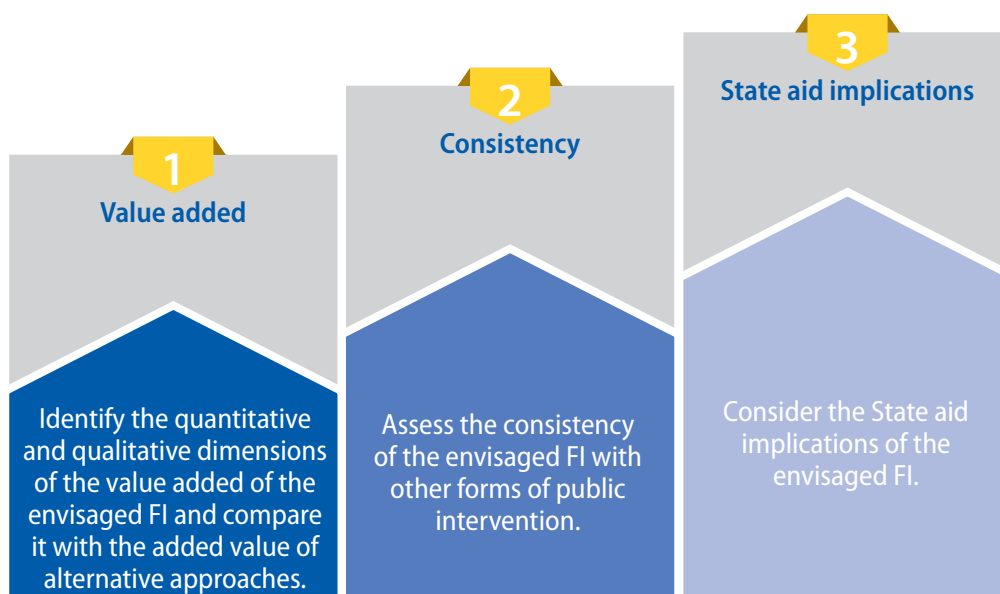 1
Value added
Identify the quantitative
and qualitative dimensions
of the value added of the
envisaged FI and compare
it with the added value of
alternative approaches.
2
Consistency
Assess the consistency
of the envisaged FI with
other forms of public
intervention.
3
State aid implications
Consider the State aid
implications of the
envisaged FI.